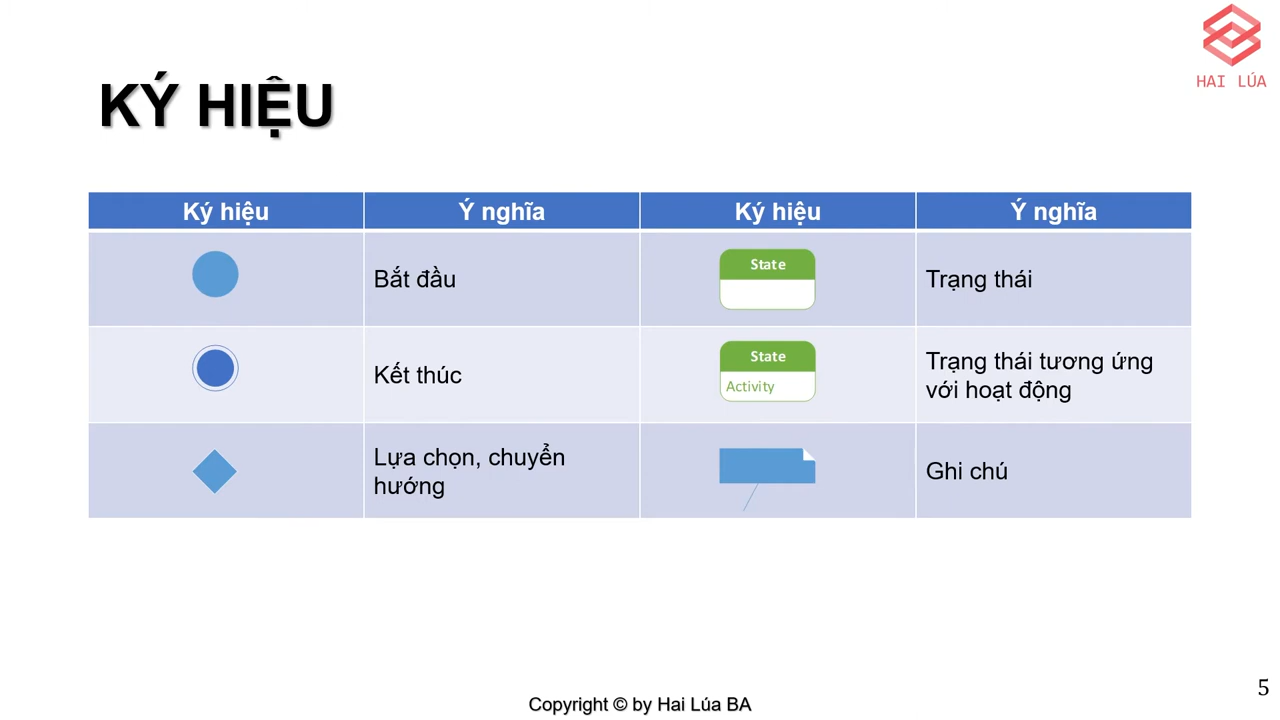 HAI LÚA
KÝ HIỆU
Ký hiệu Ý nghĩa Ký hiệu Ý nghĩa
Bắt đầu
State
Trạng thái
Kết thúc
State
Activity
Trạng thái tương ứng
với hoạt động
Lựa chọn, chuyển
hướng
Ghi chú
Copyright © by Hai Lúa BA
5